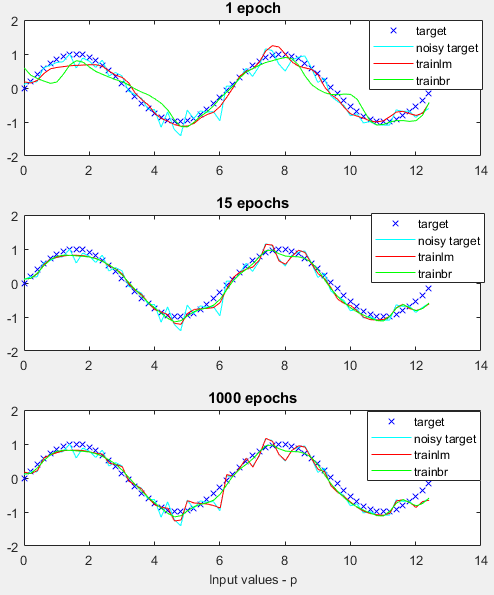 1 epoch
2
1
0
-1
-2
0
2
4
6
8
10
12
14
target
noisy target
trainlm
trainbr
15 epochs
2
1
0
-1
-2
0
2
4
6
8
10
12
14
target
noisy target
trainlm
trainbr
1000 epochs
2
1
0
-1
-2
0
2
4
6
8
10
12
14
target
noisy target
trainlm
trainbr
Input values - p